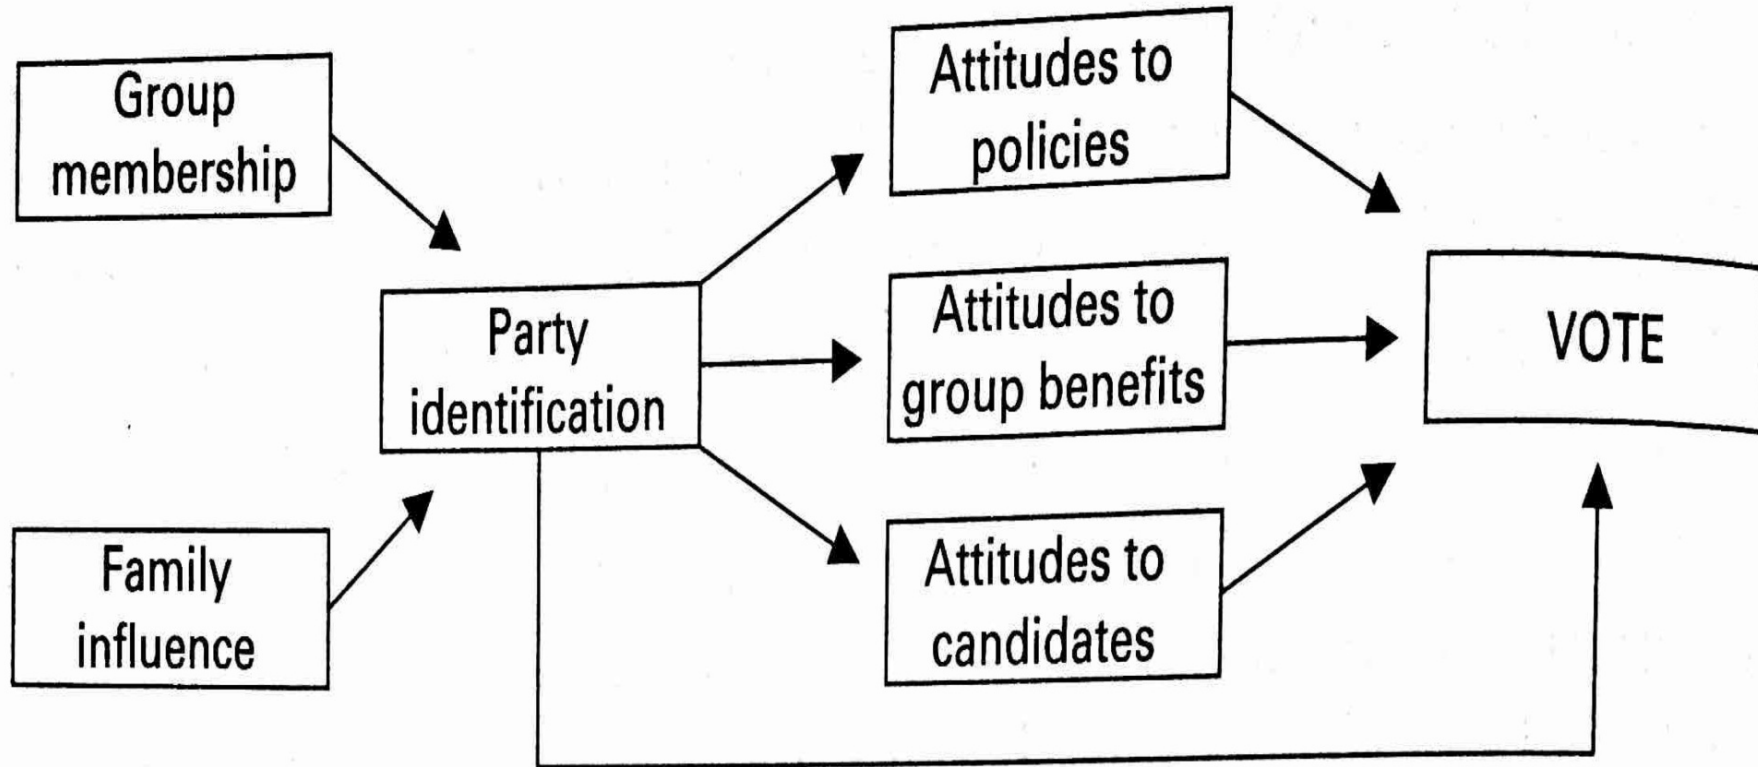 Group
membership
Family
influence
Party
identification
Attitudes to
policies
Attitudes to
group benefits
Attitudes to
candidates
VOTE